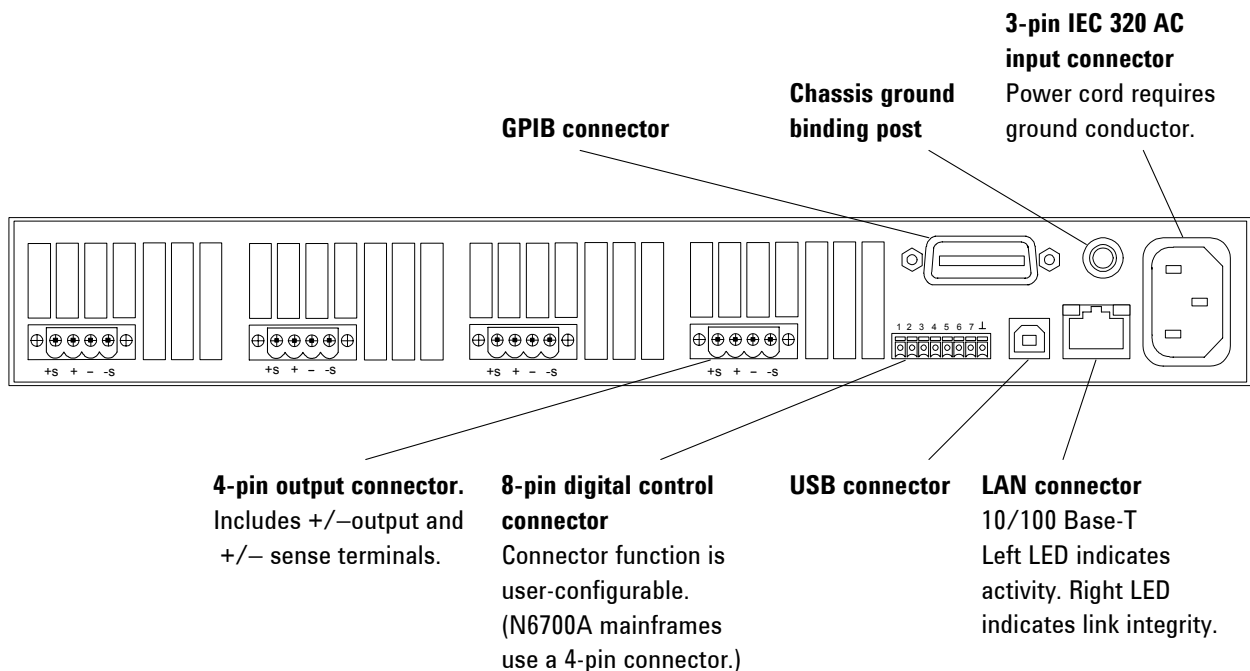 3-pin IEC 320 AC
input connector
Power cord requires
ground conductor.
Chassis ground
binding post
GPIB connector
1 2 3 4 5 6 7 ⊥
+s + – -s
+s + – -s
+s + – -s
+s + – -s
4-pin output connector.
Includes +/–output and
+/– sense terminals.
8-pin digital control
connector
Connector function is
user-configurable.
(N6700A mainframes
use a 4-pin connector.)
USB connector
LAN connector
10/100 Base-T
Left LED indicates
activity. Right LED
indicates link integrity.